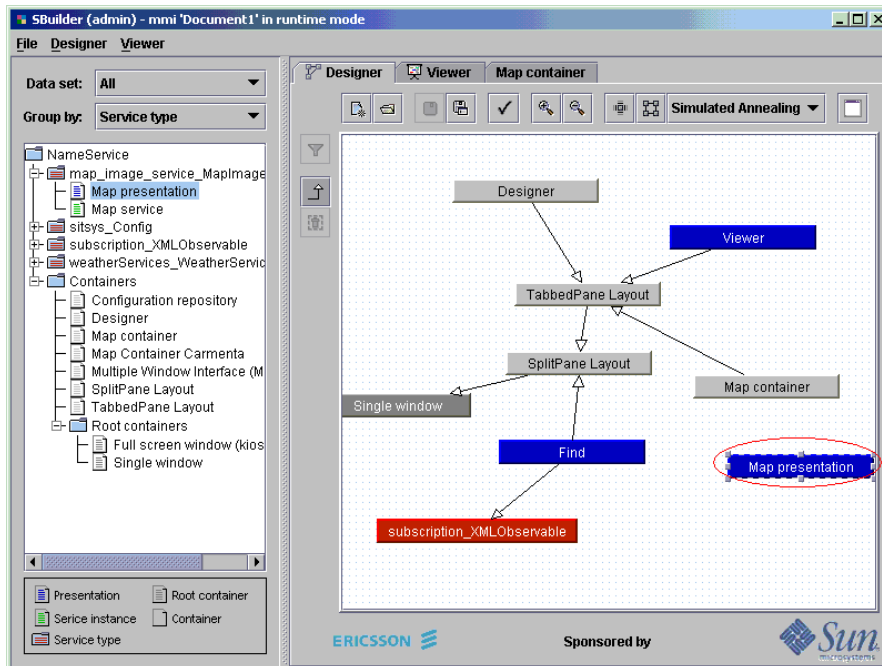 SBuilder (admin) - mmi 'Document1' in runtime mode
File Designer Viewer
Data set: All
Group by: Service type
NameService
map_image_service_MapImage
Map presentation
Map service
sitsys_Config
subscription_XMLObservable
weatherServices_WeatherServic
Containers
Configuration repository
Designer
Map container
Map Container Carmenta
Multiple Window Interface (M
SplitPane Layout
TabbedPane Layout
Root containers
Full screen window (kios
Single window
Presentation Root container
Serice instance Container
Service type
Designer Viewer Map container
Simulated Annealing
Designer
Viewer
TabbedPane Layout
SplitPane Layout
Map container
Single window
Find
Map presentation
subscription_XMLObservable
ERICSSON Sponsored by Sun
microsystems